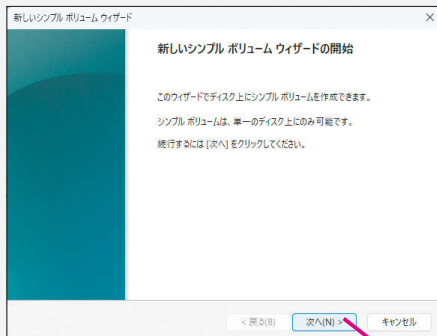 新しいシンプル ボリューム ウィザード
新しいシンプル ボリューム ウィザードの開始
このウィザードでディスク上にシンプル ボリュームを作成できます。
シンプル ボリュームは、単一のディスク上にのみ可能です。
続行するには [次へ] をクリックしてください。
< 戻る(B) 次へ(N) > キャンセル